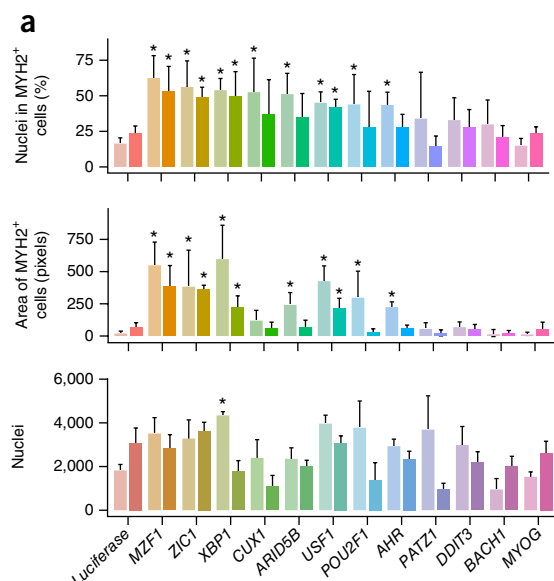 a
Nuclei in MYH2+
cells (%)
75
50
25
0
* * * * * * * * * * * *
Area of MYH2+
cells (pixels)
750
500
250
0
* * * * * * * * * * *
Nuclei
6,000
4,000
2,000
0
*
Luciferase
MZF1
ZIC1
XBP1
CUX1
ARID5B
USF1
POU2F1
AHR
PATZ1
DDIT3
BACH1
MYOG